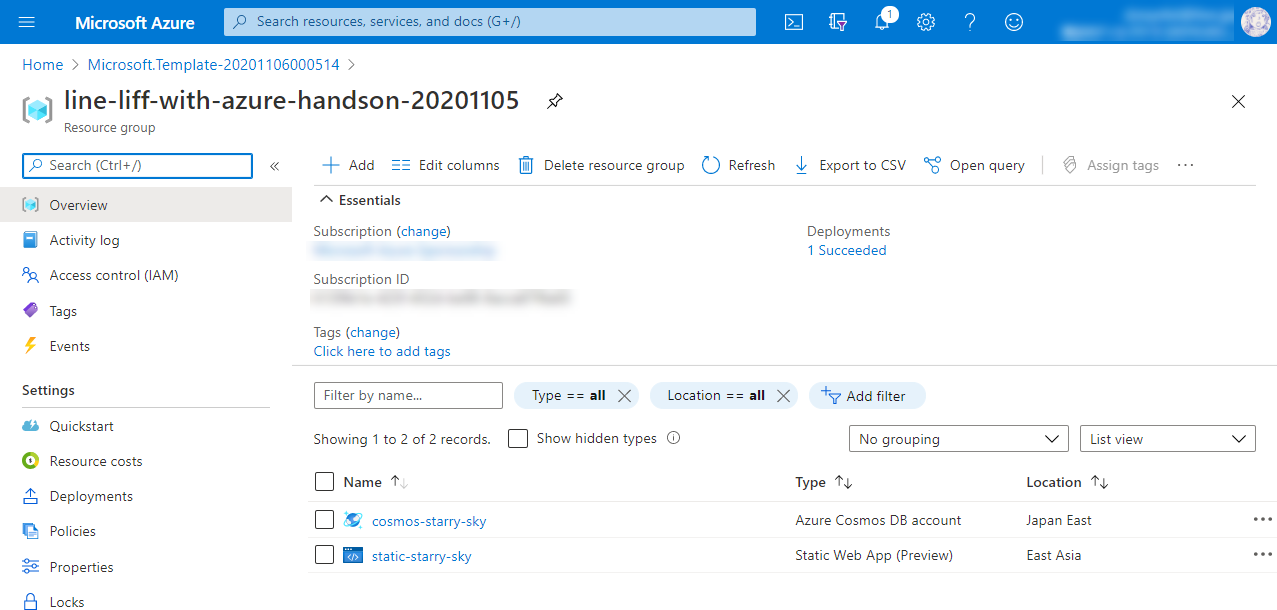 Microsoft Azure
Search resources, services, and docs (G+/)
1
Home > Microsoft.Template-20201106000514 >
line-liff-with-azure-handson-20201105
Resource group
Search (Ctrl+/)
«
Add
Edit columns
Delete resource group
Refresh
Export to CSV
Open query
Assign tags
...
Overview
Activity log
Access control (IAM)
Tags
Events
Settings
Quickstart
Resource costs
Deployments
Policies
Properties
Locks
Essentials
Subscription (change)
Deployments
1 Succeeded
Subscription ID
Tags (change)
Click here to add tags
Filter by name...
Type == all
Location == all
Add filter
Showing 1 to 2 of 2 records.
Show hidden types
No grouping
List view
Name ↑↓ Type ↑↓ Location ↑↓
cosmos-starry-sky Azure Cosmos DB account Japan East ...
static-starry-sky Static Web App (Preview) East Asia ...